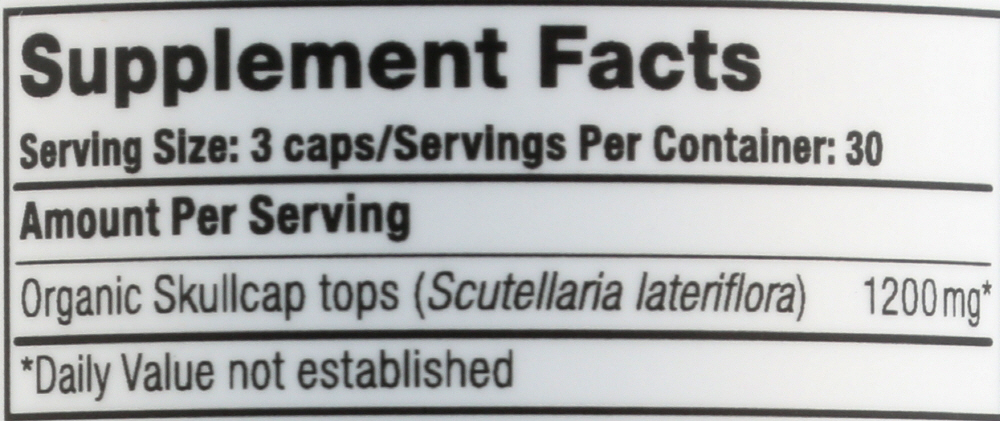 Supplement Facts
Serving Size: 3 caps/Servings Per Container: 30
Amount Per Serving
Organic Skullcap tops (Scutellaria lateriflora) 1200mg*
*Daily Value not established